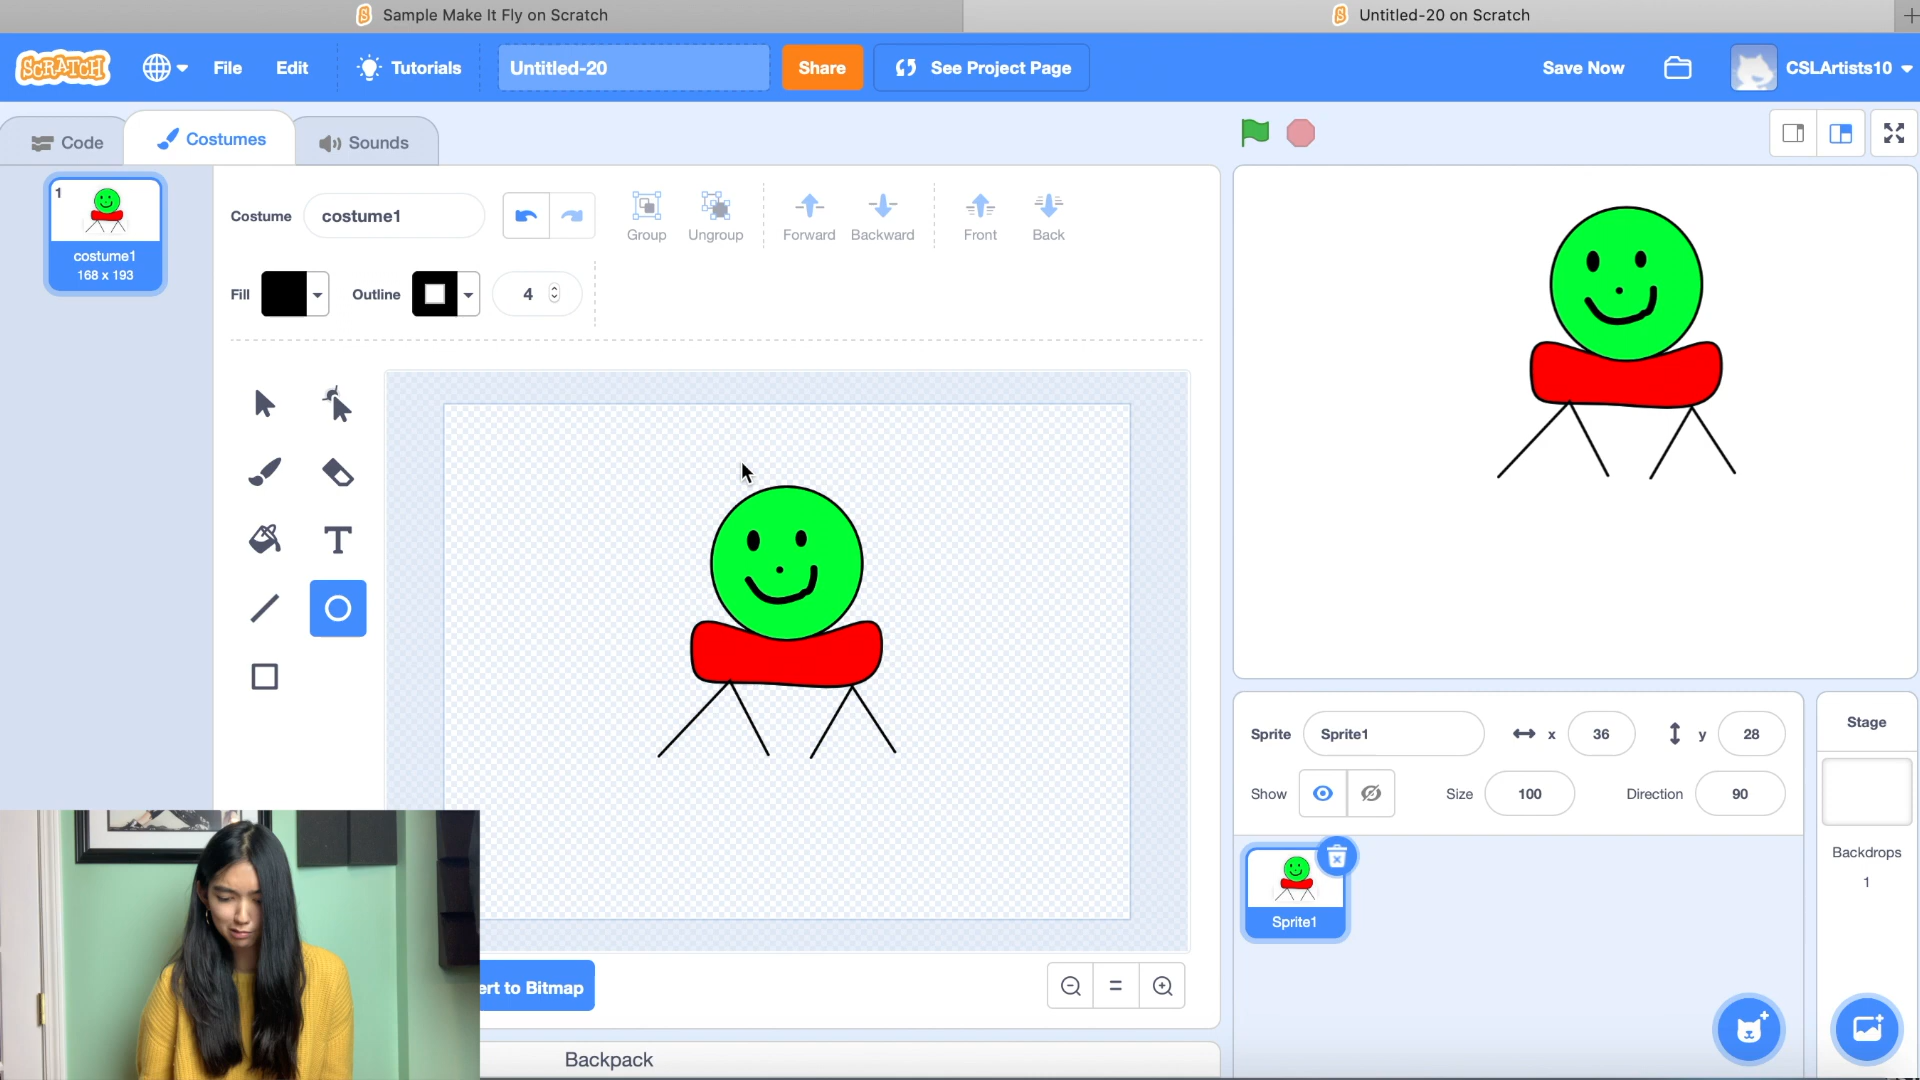 Sample Make It Fly on Scratch
Untitled-20 on Scratch
SCRATCH
File
Edit
Tutorials
Untitled-20
Share
See Project Page
Save Now
CSLArtists10
Code
Costumes
Sounds
1
costume1
168 x 193
Costume
costume1
Group
Ungroup
Forward
Backward
Front
Back
Fill
Outline
4
T
ert to Bitmap
=
Backpack
Sprite
Sprite1
x
36
y
28
Show
Size
100
Direction
90
Sprite1
Stage
Backdrops
1